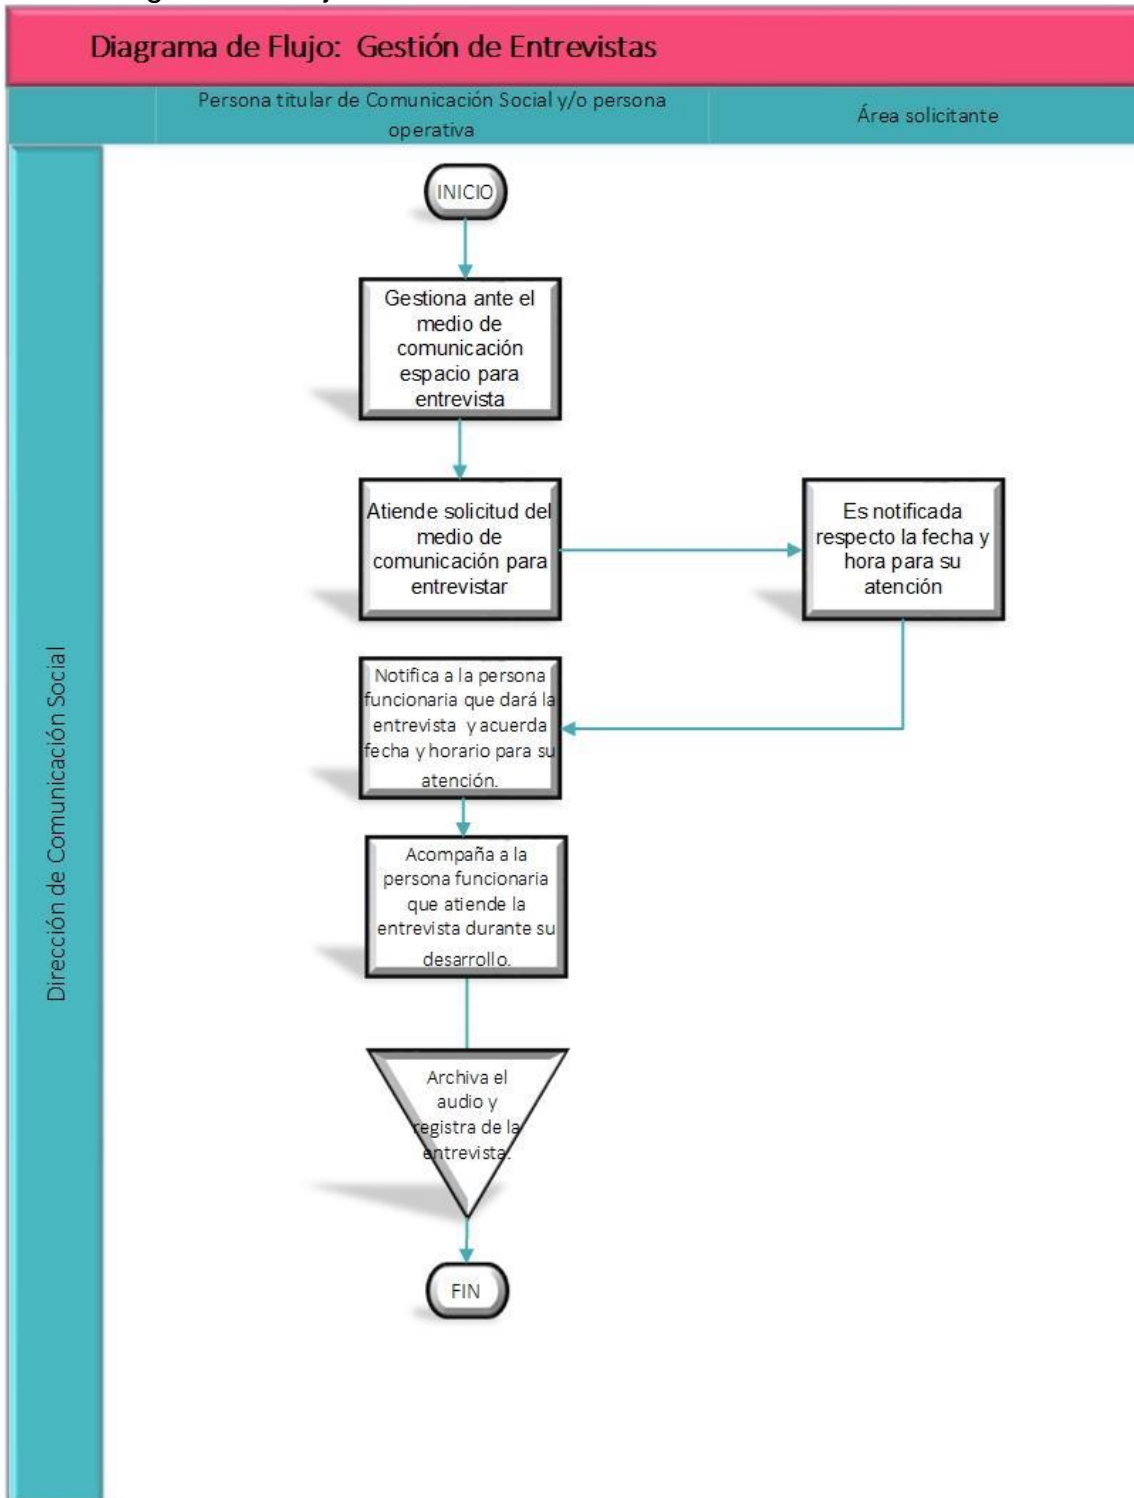 Diagrama de Flujo: Gestión de Entrevistas
Persona titular de Comunicación Social y/o persona
operativa
Área solicitante
Dirección de Comunicación Social
INICIO
Gestiona ante el
medio de
comunicación
espacio para
entrevista
Atiende solicitud del
medio de
comunicación para
entrevistar
Es notificada
respecto la fecha y
hora para su
atención
Notifica a la persona
funcionaria que dará la
entrevista y acuerda
fecha y horario para su
atención.
Acompaña a la
persona funcionaria
que atiende la
entrevista durante su
desarrollo.
Archiva el
audio y
registra de la
entrevista.
FIN